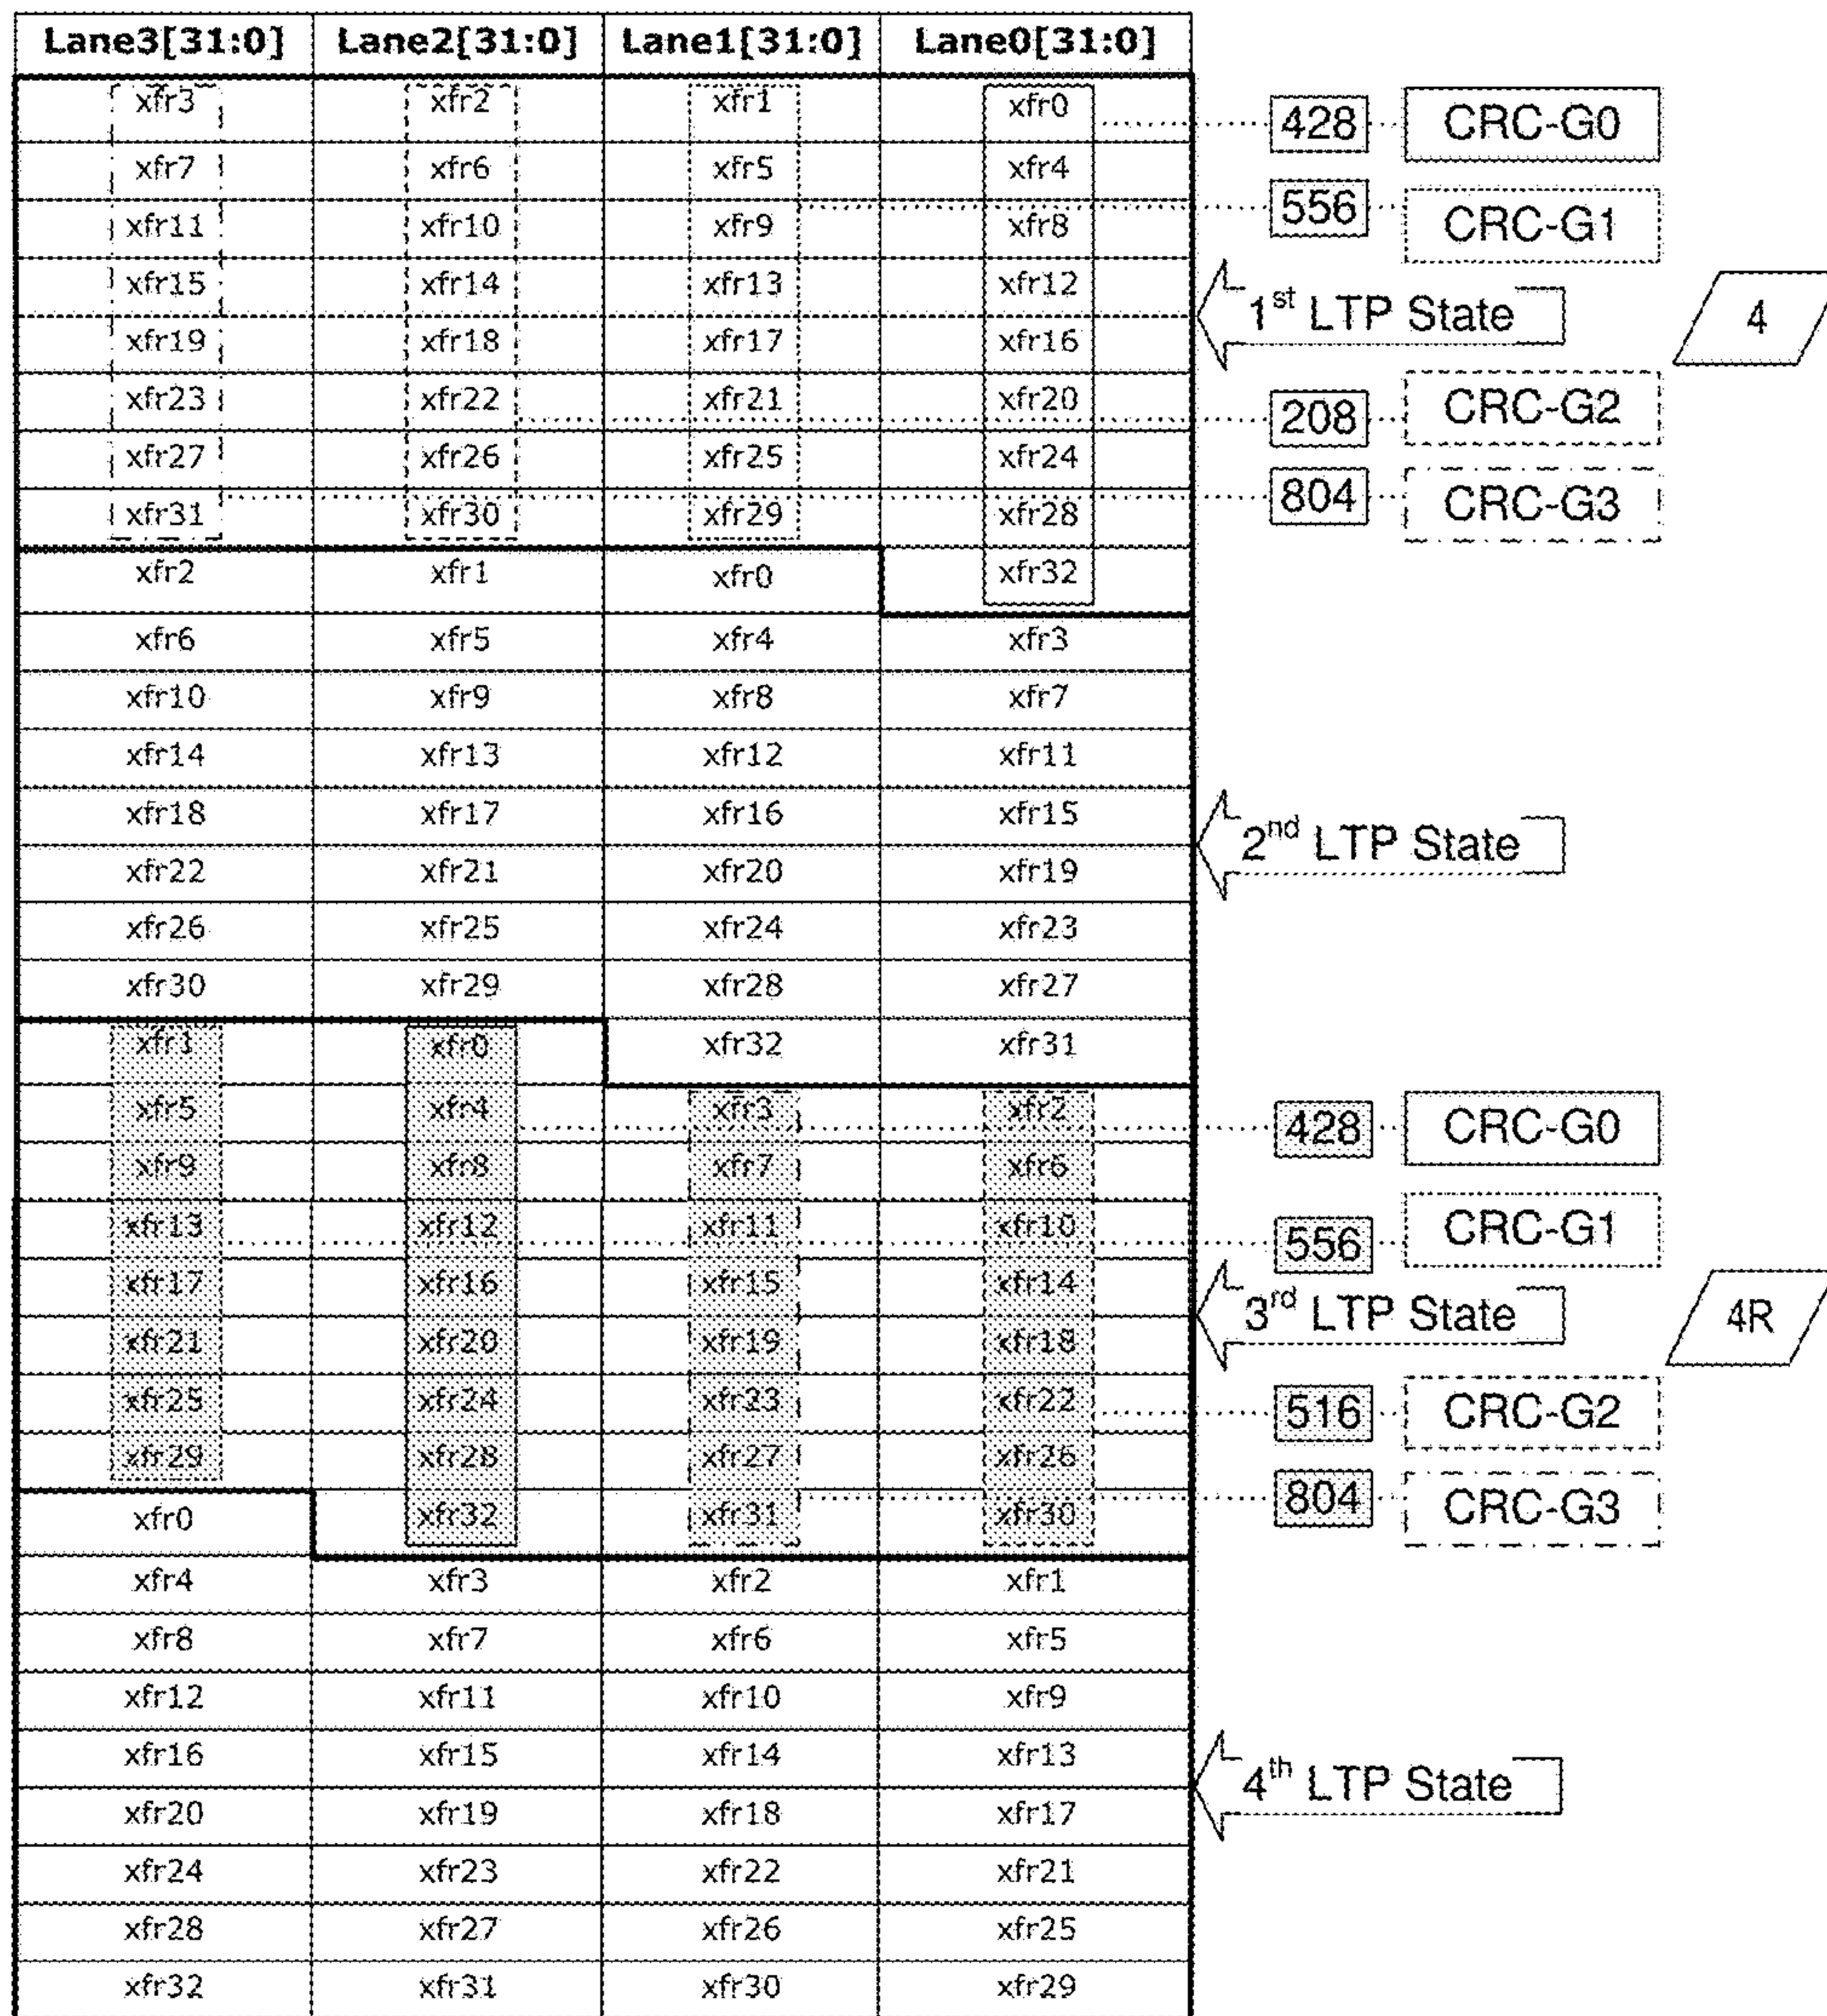 Lane3[31:0] Lane2[31:0] Lane1[31:0] Lane0[31:0]
xfr3 xfr2 xfr1 xfr0 428 CRC-G0
xfr7 xfr6 xfr5 xfr4
xfr11 xfr10 xfr9 xfr8 556 CRC-G1
xfr15 xfr14 xfr13 xfr12
1st LTP State 4
xfr19 xfr18 xfr17 xfr16
xfr23 xfr22 xfr21 xfr20 208 CRC-G2
xfr27 xfr26 xfr25 xfr24
xfr31 xfr30 xfr29 xfr28 804 CRC-G3
xfr2 xfr1 xfr0 xfr32
xfr6 xfr5 xfr4 xfr3
xfr10 xfr9 xfr8 xfr7
xfr14 xfr13 xfr12 xfr11
xfr18 xfr17 xfr16 xfr15
2nd LTP State
xfr22 xfr21 xfr20 xfr19
xfr26 xfr25 xfr24 xfr23
xfr30 xfr29 xfr28 xfr27
xfr1 xfr0 xfr32 xfr31
xfr5 xfr4 xfr3 xfr2 428 CRC-G0
xfr9 xfr8 xfr7 xfr6
xfr13 xfr12 xfr11 xfr10 556 CRC-G1
xfr17 xfr16 xfr15 xfr14
3rd LTP State 4R
xfr21 xfr20 xfr19 xfr18
xfr25 xfr24 xfr23 xfr22 516 CRC-G2
xfr29 xfr28 xfr27 xfr26
xfr0 xfr32 xfr31 xfr30 804 CRC-G3
xfr4 xfr3 xfr2 xfr1
xfr8 xfr7 xfr6 xfr5
xfr12 xfr11 xfr10 xfr9
xfr16 xfr15 xfr14 xfr13
4th LTP State
xfr20 xfr19 xfr18 xfr17
xfr24 xfr23 xfr22 xfr21
xfr28 xfr27 xfr26 xfr25
xfr32 xfr31 xfr30 xfr29